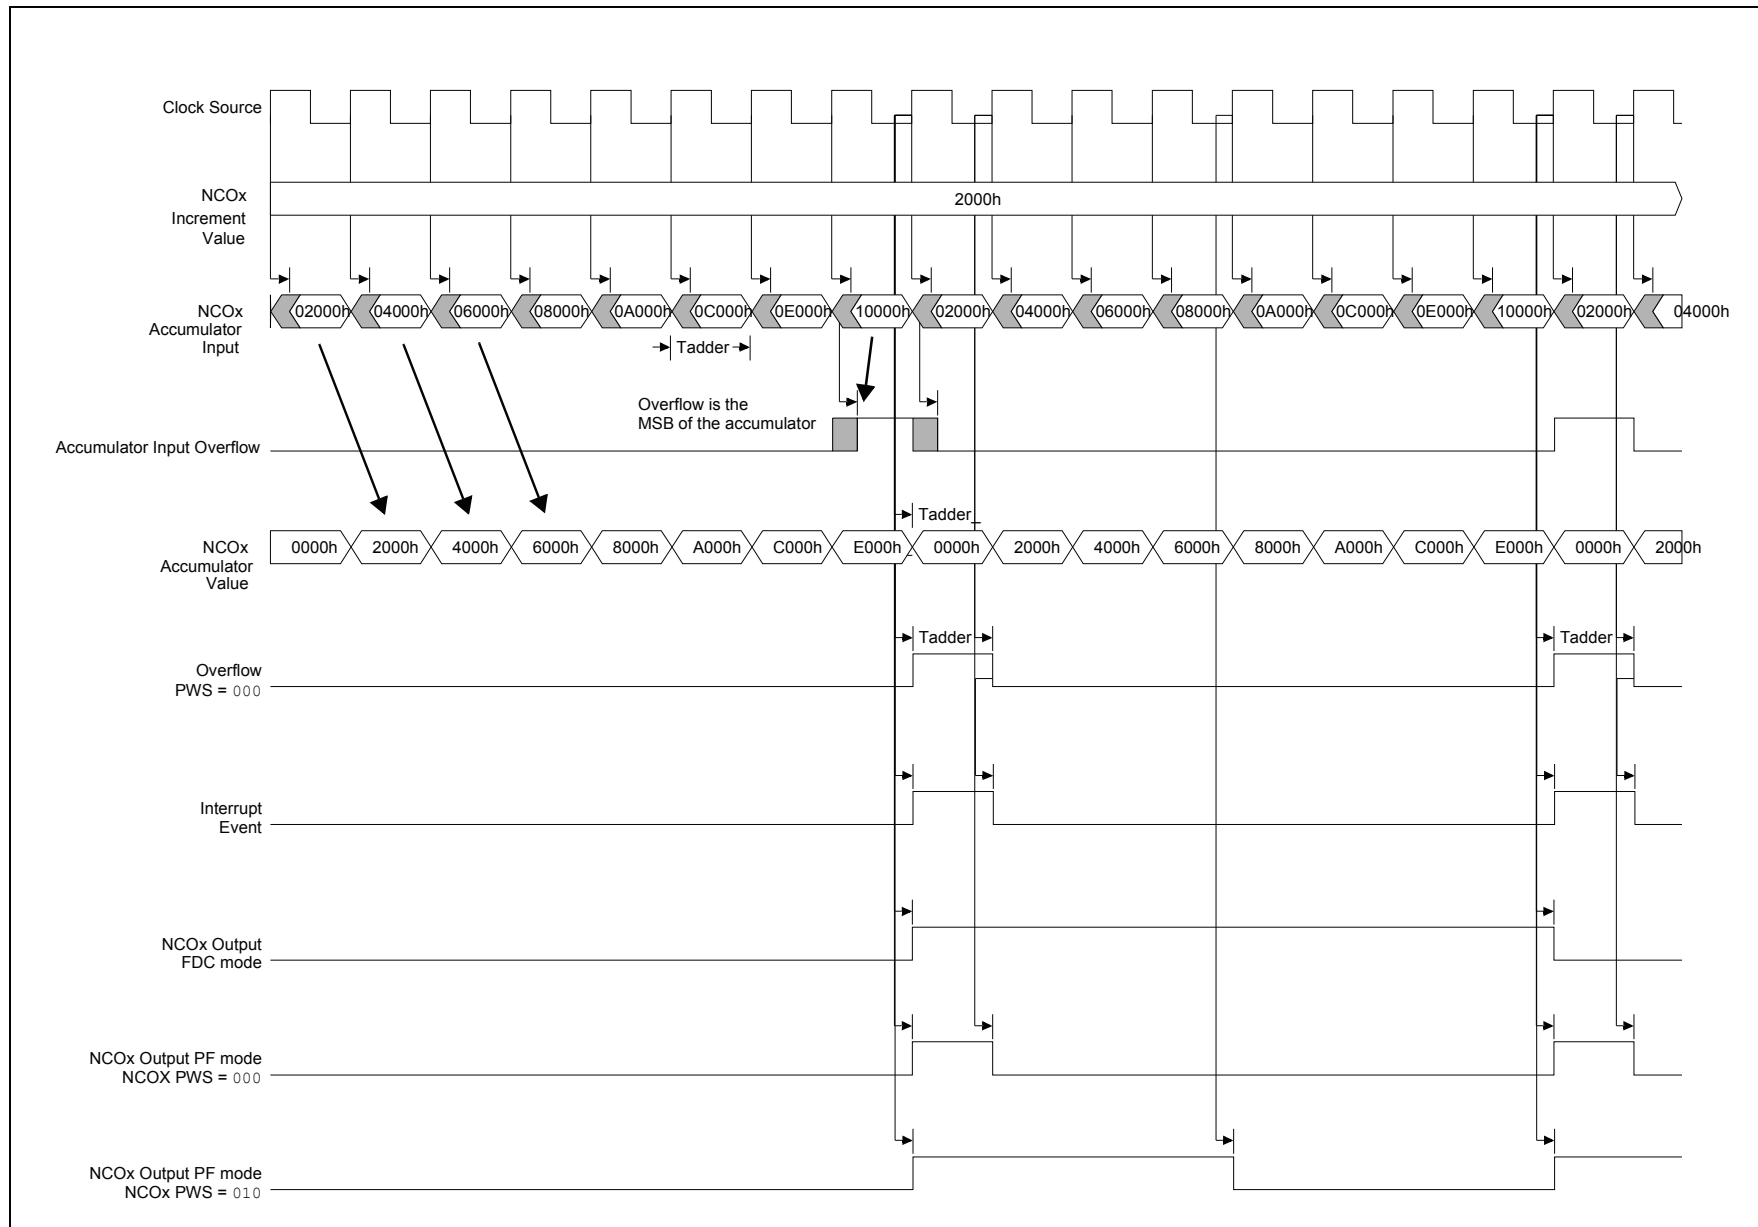 Clock Source
NCOx
Increment
Value
2000h
NCOx
Accumulator
Input
02000h 04000h 06000h 08000h 0A000h 0C000h 0E000h 10000h 02000h 04000h 06000h 08000h 0A000h 0C000h 0E000h 10000h 02000h 04000h
Tadder
Overflow is the
MSB of the accumulator
Accumulator Input Overflow
Tadder_
NCOx
Accumulator
Value
0000h 2000h 4000h 6000h 8000h A000h C000h E000h 0000h 2000h 4000h 6000h 8000h A000h C000h E000h 0000h 2000h
Tadder Tadder
Overflow
PWS = 000
Interrupt
Event
NCOx Output
FDC mode
NCOx Output PF mode
NCOX PWS = 000
NCOx Output PF mode
NCOx PWS = 010